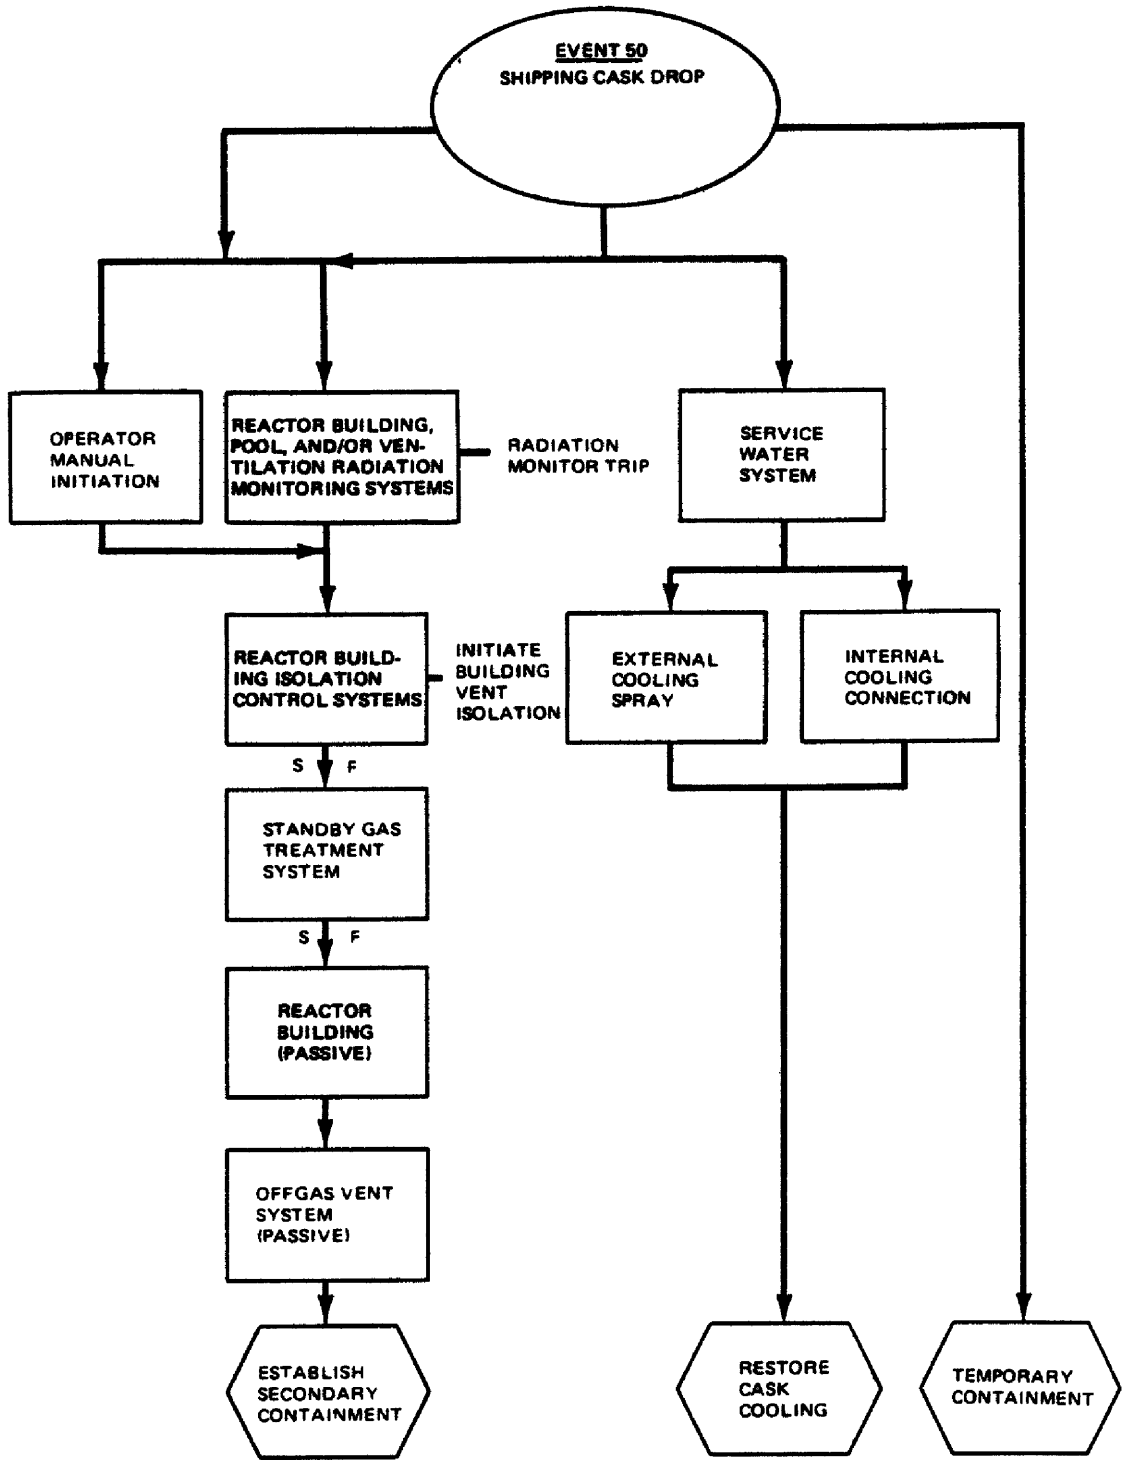 EVENT 50
SHIPPING CASK DROP
OPERATOR
MANUAL
INITIATION
REACTOR BUILDING,
POOL, AND/OR VEN-
TILATION RADIATION
MONITORING SYSTEMS
RADIATION
MONITOR TRIP
SERVICE
WATER
SYSTEM
REACTOR BUILD-
ING ISOLATION
CONTROL SYSTEMS
INITIATE
BUILDING
VENT
ISOLATION
EXTERNAL
COOLING
SPRAY
INTERNAL
COOLING
CONNECTION
S F
STANDBY GAS
TREATMENT
SYSTEM
S F
REACTOR
BUILDING
(PASSIVE)
OFFGAS VENT
SYSTEM
(PASSIVE)
ESTABLISH
SECONDARY
CONTAINMENT
RESTORE
CASK
COOLING
TEMPORARY
CONTAINMENT